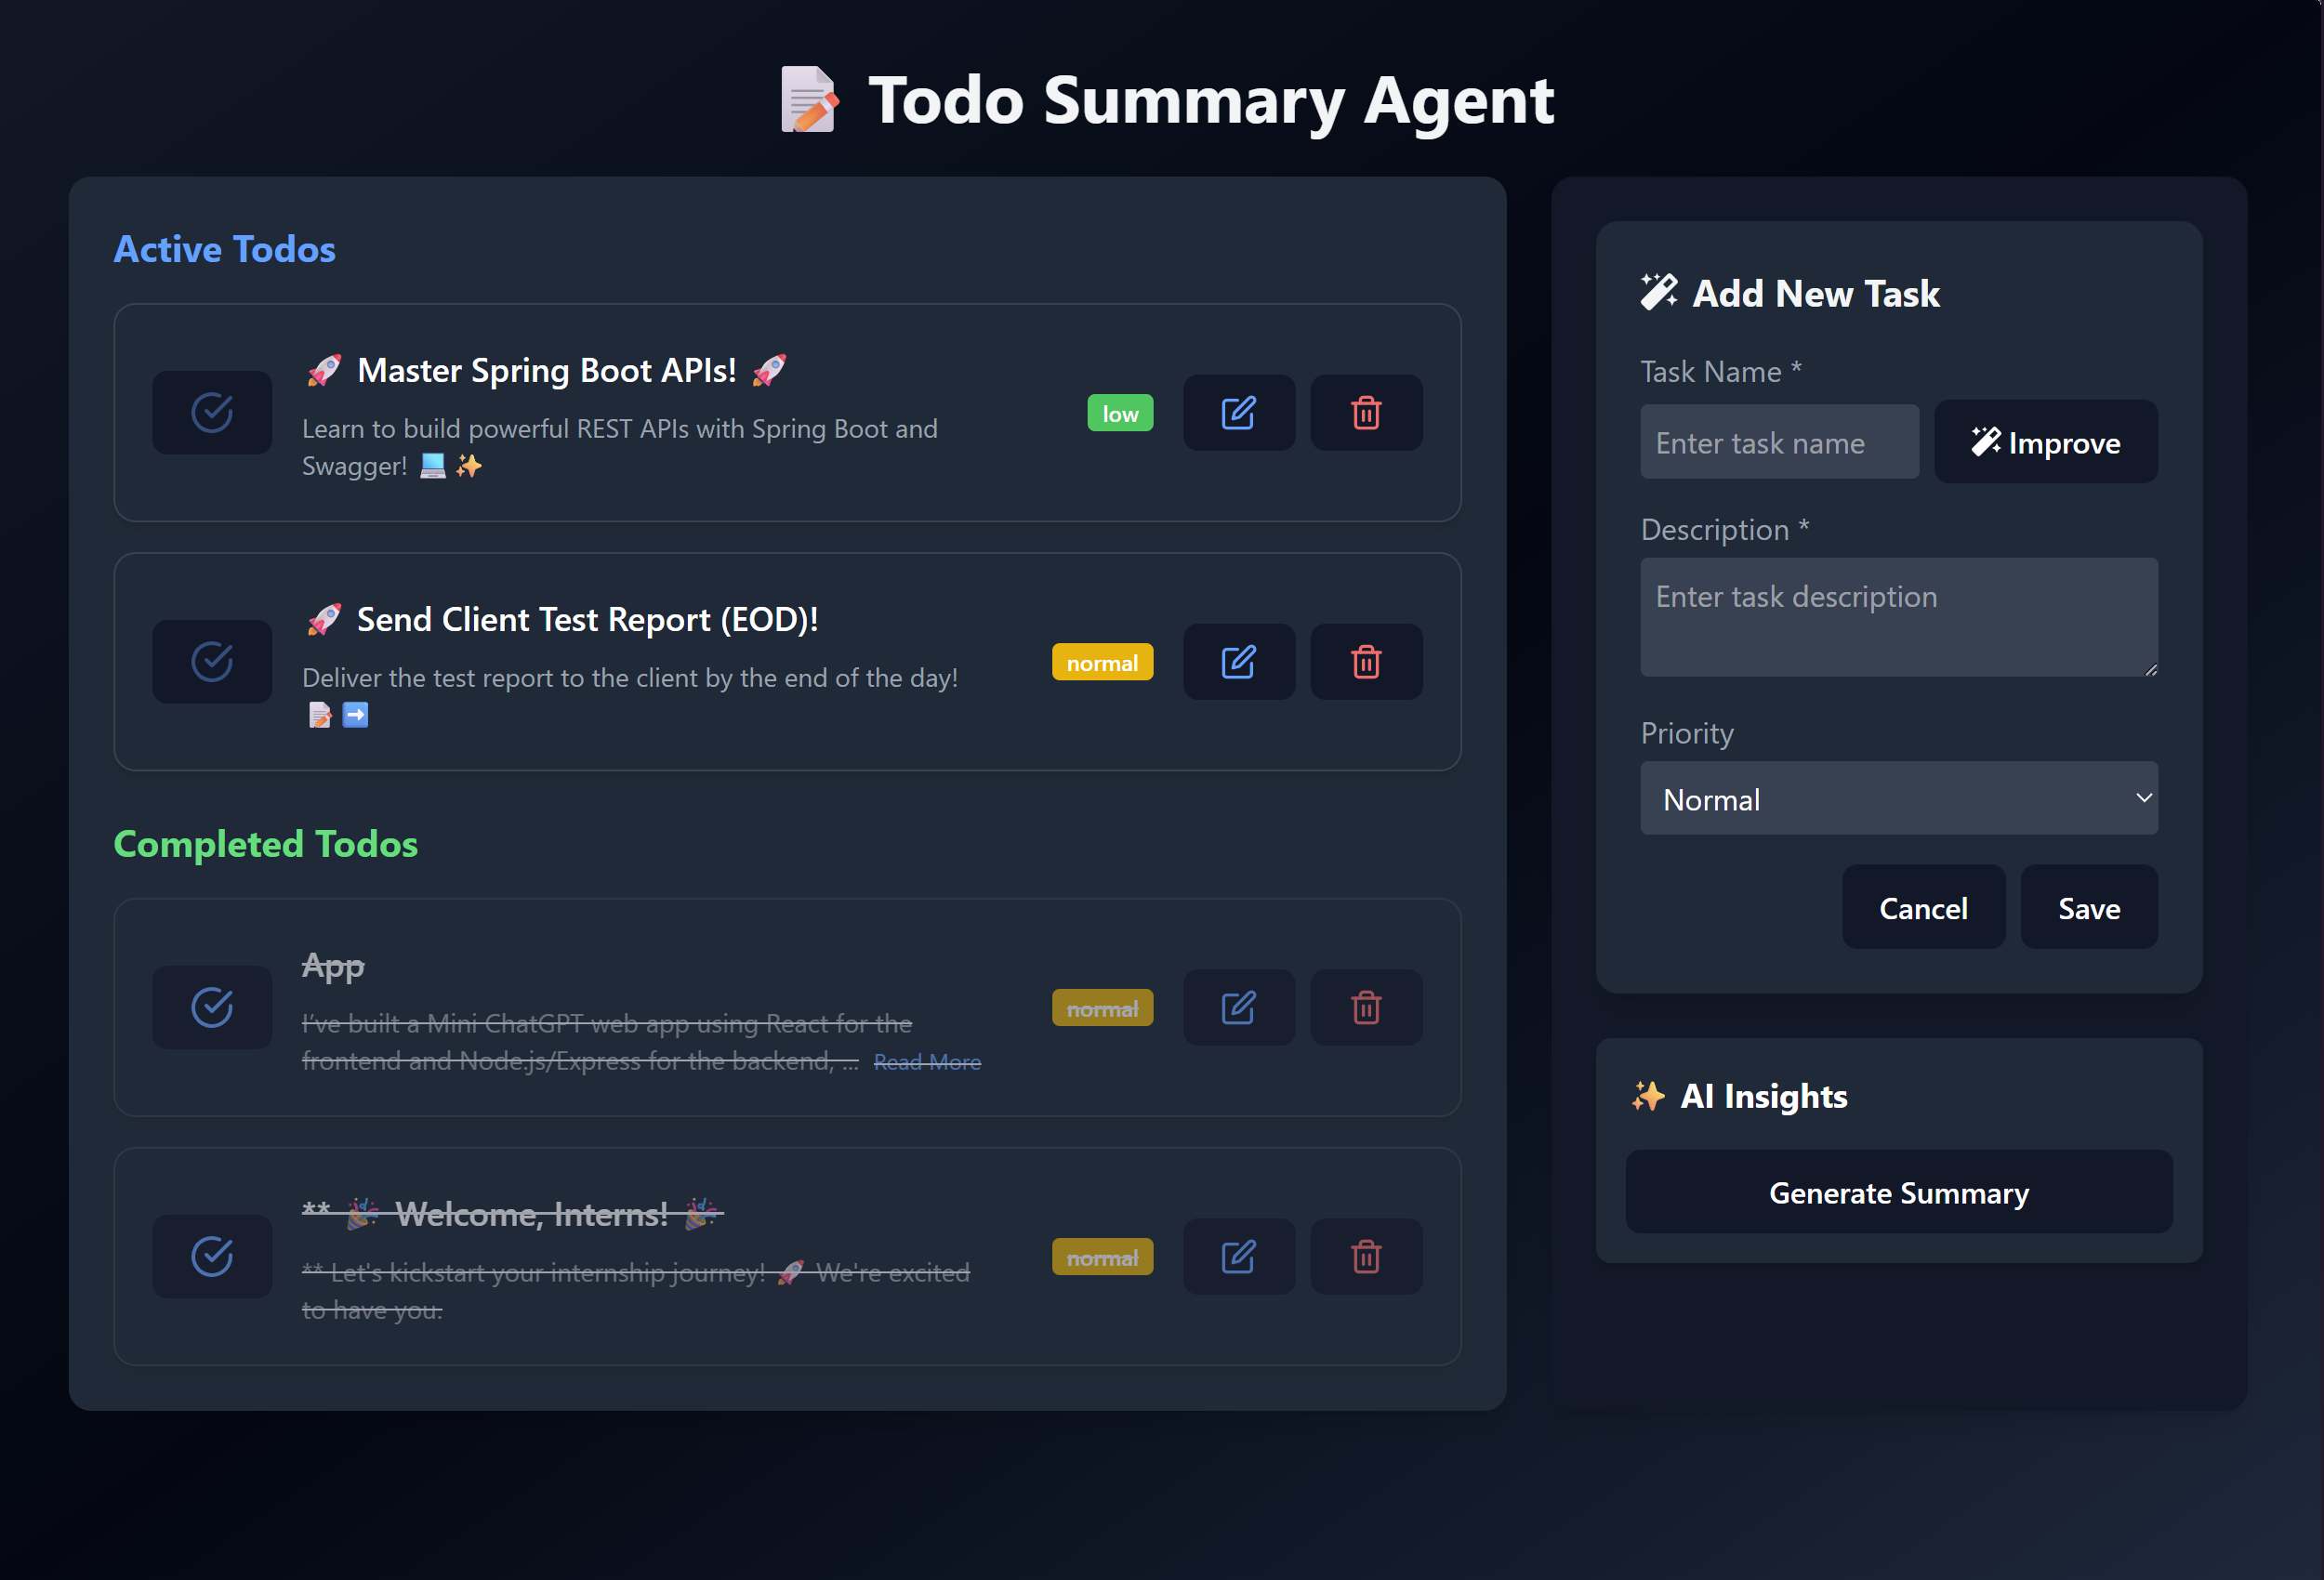 📝 Todo Summary Agent
Active Todos
🚀 Master Spring Boot APIs! 🚀
Learn to build powerful REST APIs with Spring Boot and
Swagger! 💻 ✨
low
🚀 Send Client Test Report (EOD)!
Deliver the test report to the client by the end of the day!
📝 ➡️
normal
Completed Todos
App
I've built a Mini ChatGPT web app using React for the
frontend and Node.js/Express for the backend, ... Read More
normal
** 🎉 Welcome, Interns! 🎉
** Let's kickstart your internship journey! 🚀 We're excited
to have you.
normal
Add New Task
Task Name *
Enter task name
Improve
Description *
Enter task description
Priority
Normal
Cancel
Save
✨ AI Insights
Generate Summary